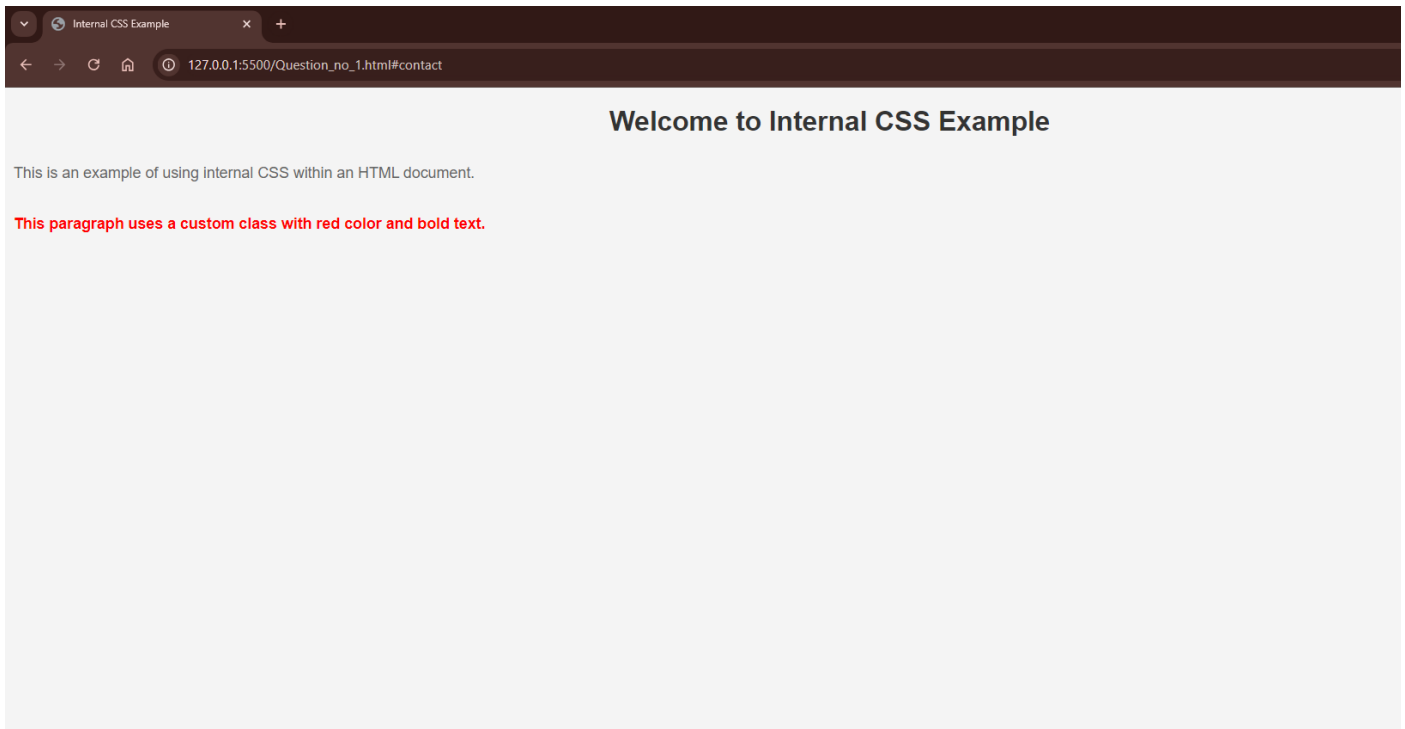 Internal CSS Example
127.0.0.1:5500/Question_no_1.html#contact
Welcome to Internal CSS Example
This is an example of using internal CSS within an HTML document.
This paragraph uses a custom class with red color and bold text.